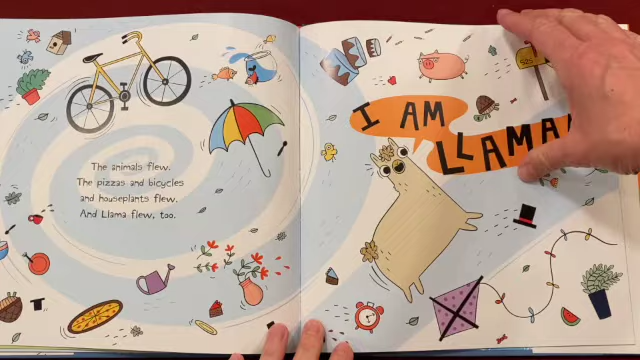 The animals flew.
The pizzas and bicycles
and houseplants flew.
And Llama flew, too.
I AM
LLAMA